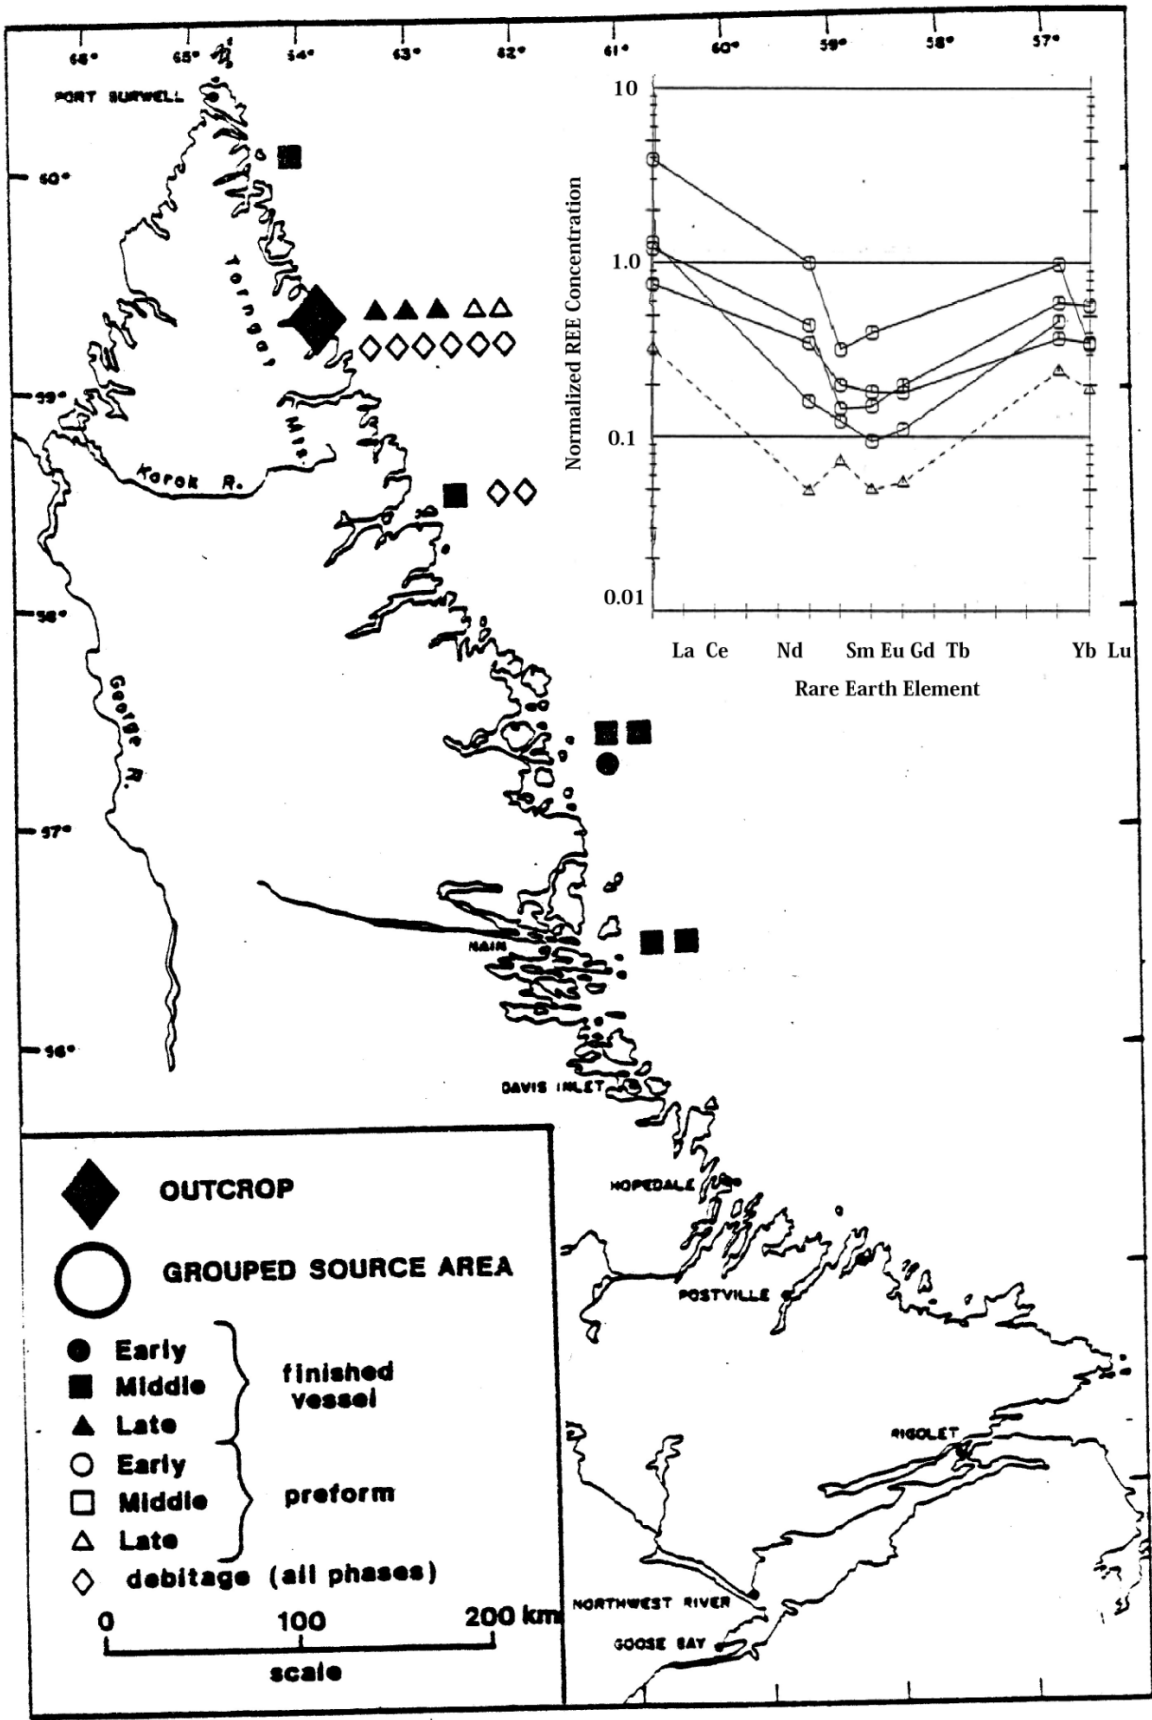 65° 64° 63° 62° 61° 60° 59° 58° 57°
PORT BURWELL
60°
Torngat
Mts.
59°
Korok R.
58°
George R.
57°
NAIN
56°
DAVIS INLET
HOPEDALE
POSTVILLE
RIGOLET
NORTHWEST RIVER
GOOSE BAY
10
1.0
0.1
0.01
Normalized REE Concentration
La Ce Nd Sm Eu Gd Tb Yb Lu
Rare Earth Element
OUTCROP
GROUPED SOURCE AREA
Early
Middle
Late
finished
vessel
Early
Middle
Late
preform
debitage (all phases)
0 100 200 km
scale